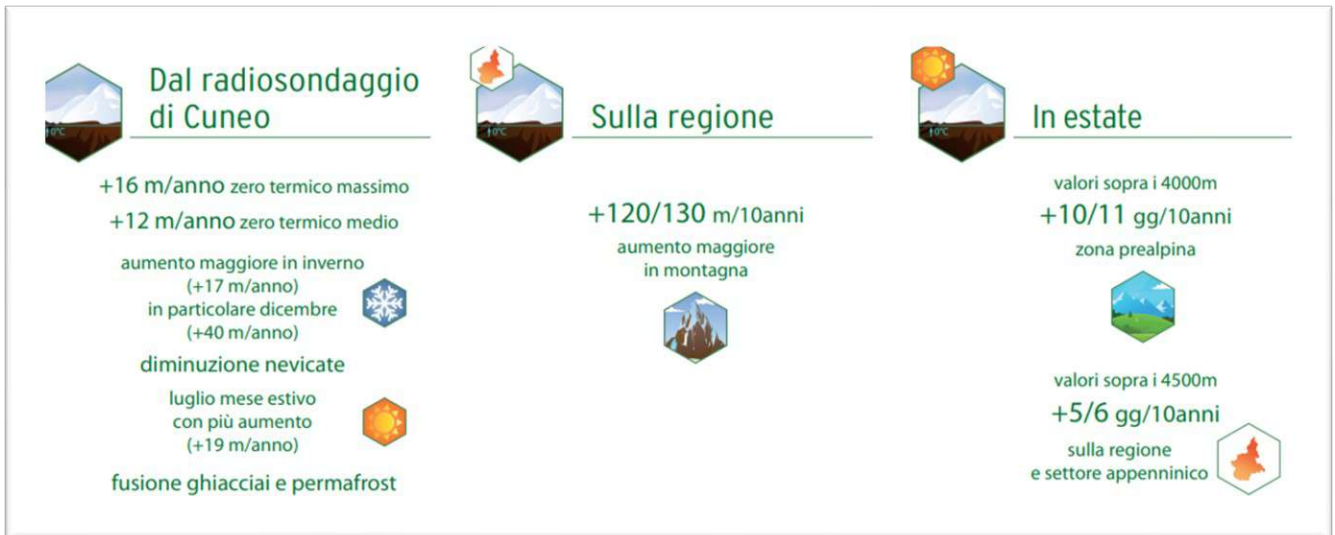 Dal radiosondaggio
di Cuneo
+16 m/anno zero termico massimo
+12 m/anno zero termico medio
aumento maggiore in inverno
(+17 m/anno)
in particolare dicembre
(+40 m/anno)
diminuzione nevicate
luglio mese estivo
con più aumento
(+19 m/anno)
fusione ghiacciai e permafrost
0°C
Sulla regione
+120/130 m/10anni
aumento maggiore
in montagna
0°C
In estate
valori sopra i 4000m
+10/11 gg/10anni
zona prealpina
valori sopra i 4500m
+5/6 gg/10anni
sulla regione
e settore appenninico
0°C